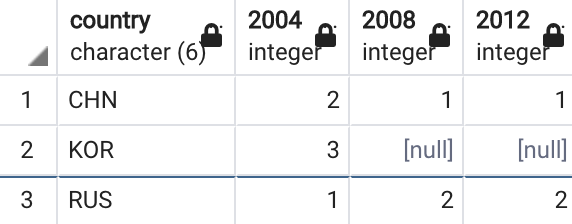 country 2004 2008 2012
character (6) integer integer integer
1 CHN 2 1 1
2 KOR 3 [null] [null]
3 RUS 1 2 2